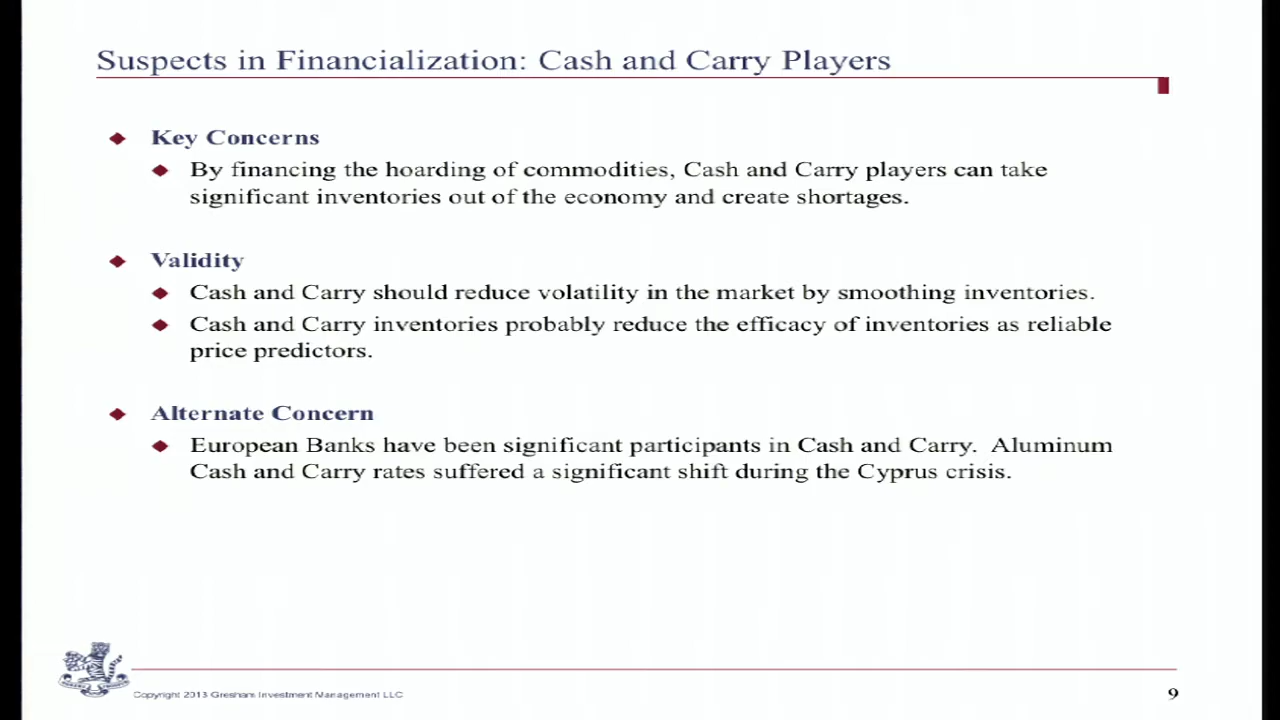 Suspects in Financialization: Cash and Carry Players
Key Concerns
By financing the hoarding of commodities, Cash and Carry players can take
significant inventories out of the economy and create shortages.
Validity
Cash and Carry should reduce volatility in the market by smoothing inventories.
Cash and Carry inventories probably reduce the efficacy of inventories as reliable
price predictors.
Alternate Concern
European Banks have been significant participants in Cash and Carry. Aluminum
Cash and Carry rates suffered a significant shift during the Cyprus crisis.
Copyright 2013 Gresham Investment Management LLC
9